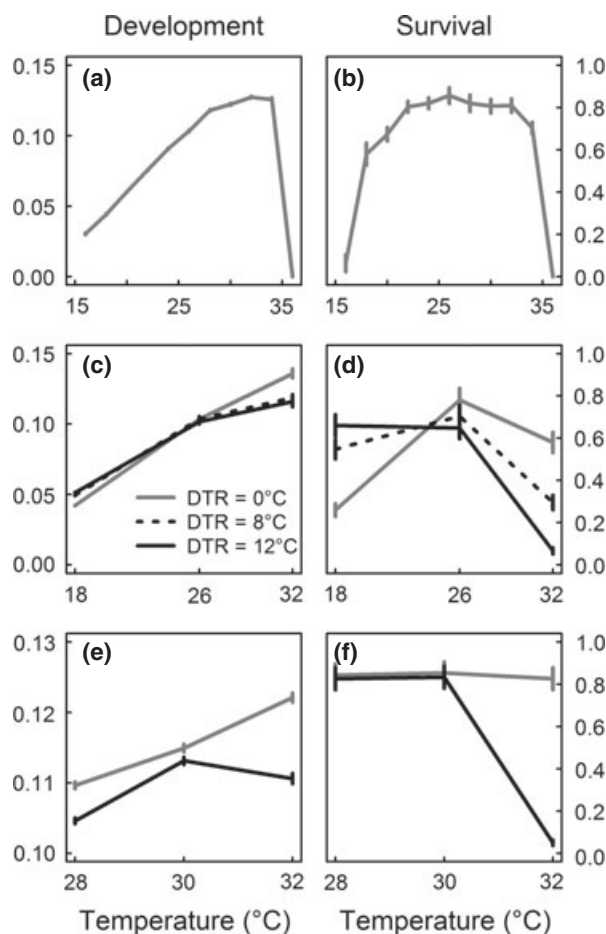 Development Survival
(a) (b)
0.15
0.10
0.05
0.00
1.0
0.8
0.6
0.4
0.2
0.0
15 25 35 15 25 35
(c) (d)
0.15
0.10
0.05
0.00
DTR = 0°C
DTR = 8°C
DTR = 12°C
1.0
0.8
0.6
0.4
0.2
0.0
18 26 32 18 26 32
(e) (f)
0.13
0.12
0.11
0.10
1.0
0.8
0.6
0.4
0.2
0.0
28 30 32 28 30 32
Temperature (°C) Temperature (°C)